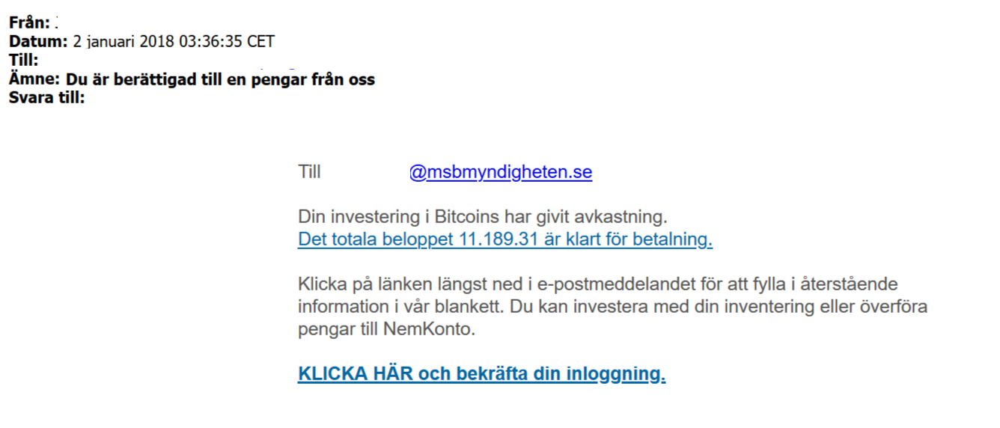 Från:
Datum: 2 januari 2018 03:36:35 CET
Till:
Ämne: Du är berättigad till en pengar från oss
Svara till:
Till @msbmyndigheten.se
Din investering i Bitcoins har givit avkastning.
Det totala beloppet 11.189.31 är klart för betalning.
Klicka på länken längst ned i e-postmeddelandet för att fylla i återstående
information i vår blankett. Du kan investera med din inventering eller överföra
pengar till NemKonto.
KLICKA HÄR och bekräfta din inloggning.